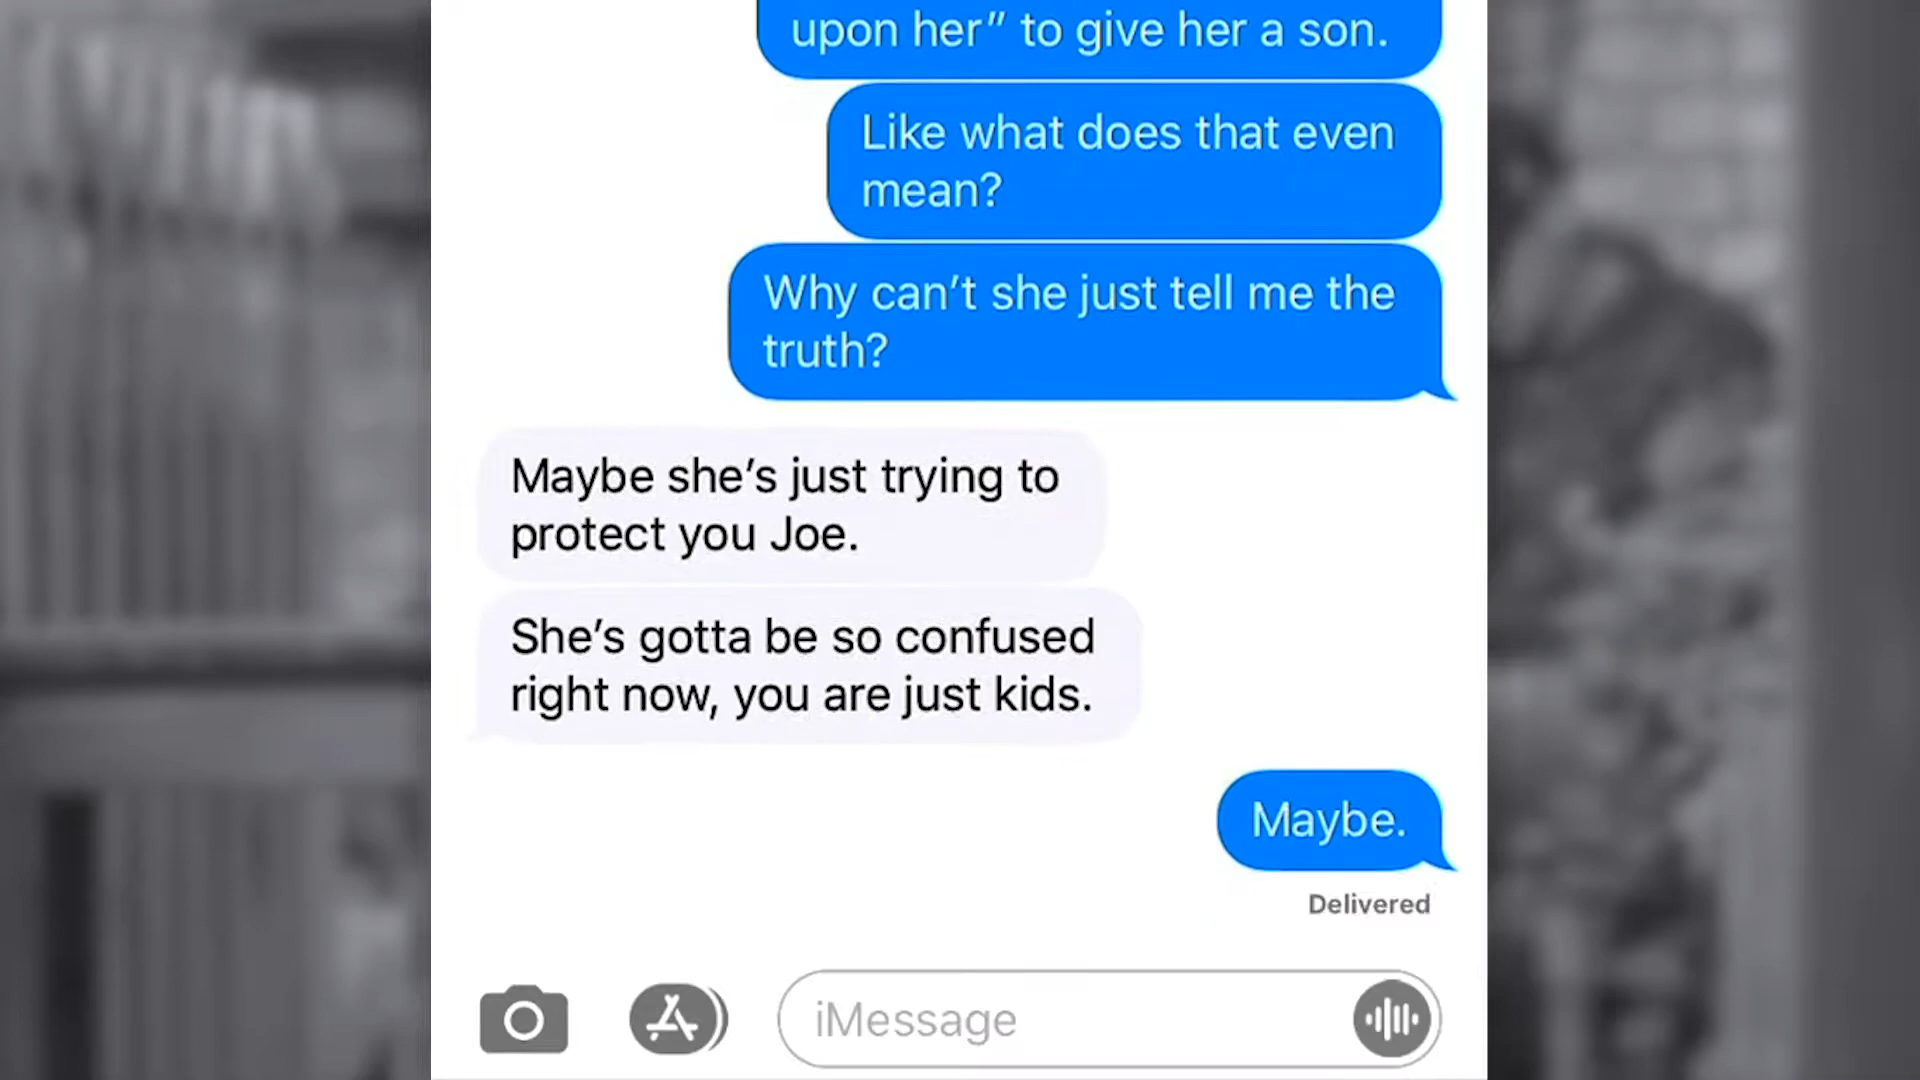 upon her” to give her a son.
Like what does that even
mean?
Why can’t she just tell me the
truth?
Maybe she’s just trying to
protect you Joe.
She’s gotta be so confused
right now, you are just kids.
Maybe.
Delivered
iMessage